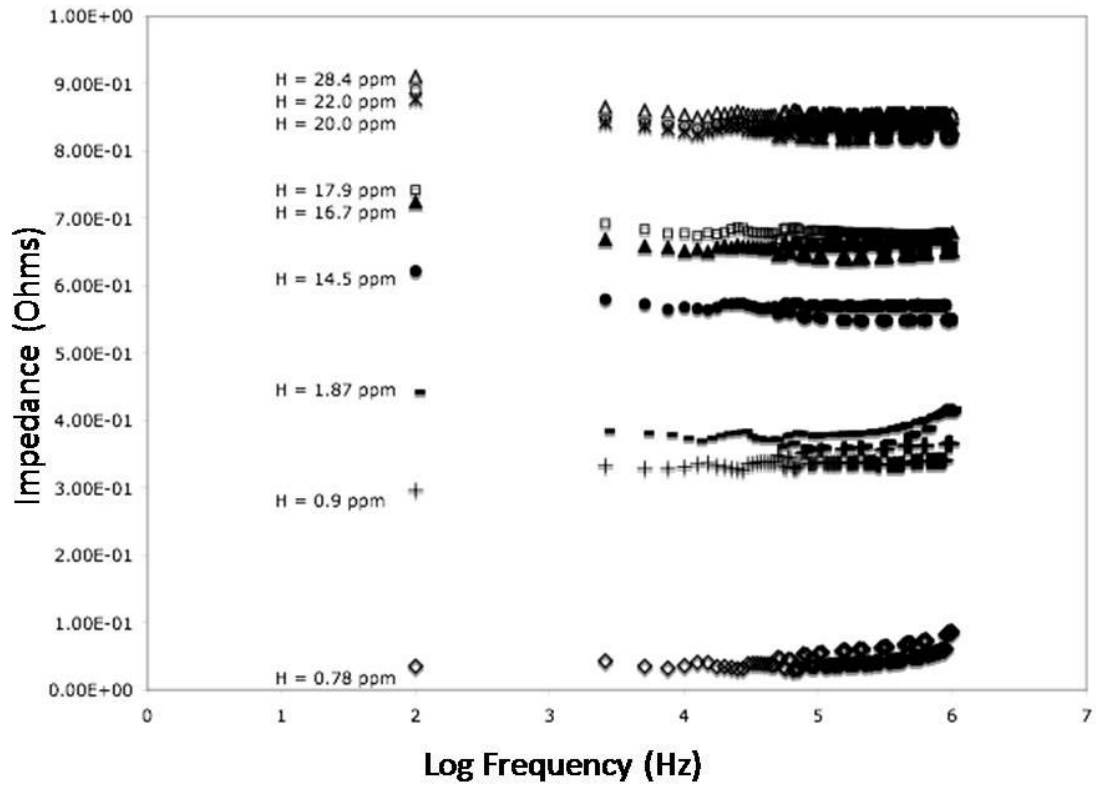 1.00E+00
9.00E-01
8.00E-01
7.00E-01
6.00E-01
5.00E-01
4.00E-01
3.00E-01
2.00E-01
1.00E-01
0.00E+00
Impedance (Ohms)
H = 28.4 ppm
H = 22.0 ppm
H = 20.0 ppm
H = 17.9 ppm
H = 16.7 ppm
H = 14.5 ppm
H = 1.87 ppm
H = 0.9 ppm
H = 0.78 ppm
0 1 2 3 4 5 6 7
Log Frequency (Hz)